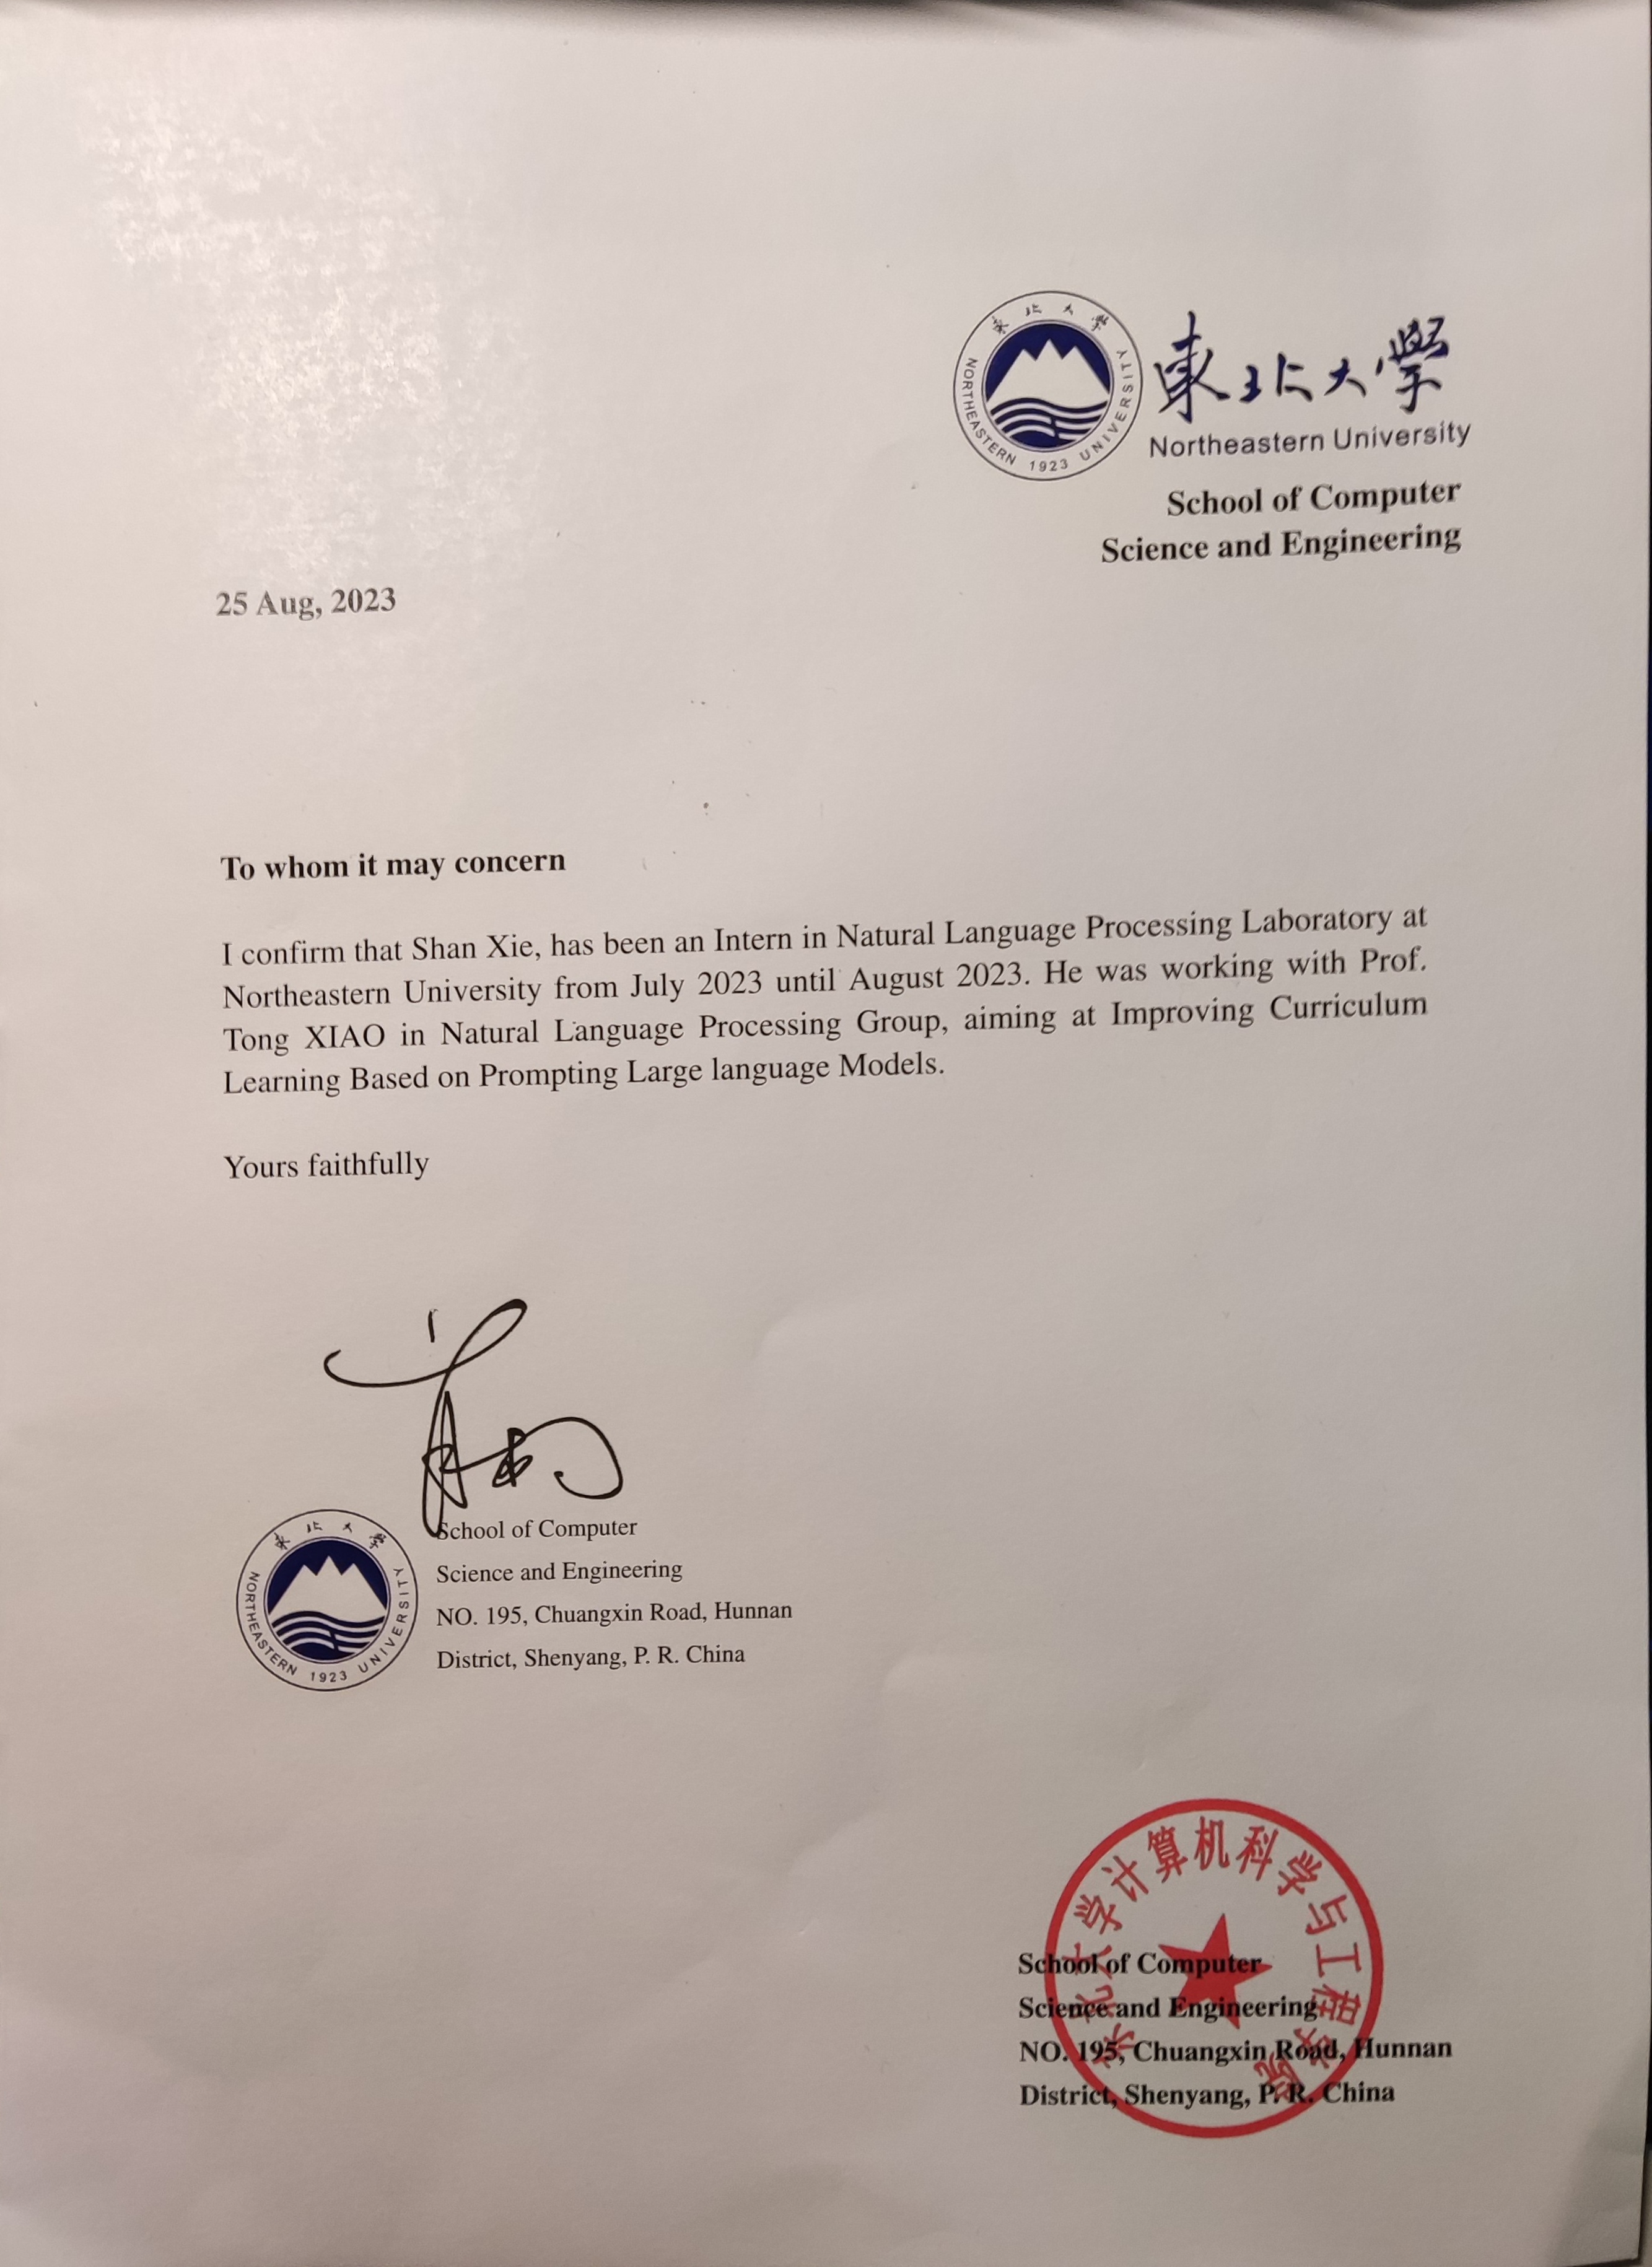 東北大學
NORTHEASTERN 1923 UNIVERSITY
東北大學
Northeastern University
School of Computer
Science and Engineering
25 Aug, 2023
To whom it may concern
I confirm that Shan Xie, has been an Intern in Natural Language Processing Laboratory at
Northeastern University from July 2023 until August 2023. He was working with Prof.
Tong XIAO in Natural Language Processing Group, aiming at Improving Curriculum
Learning Based on Prompting Large language Models.
Yours faithfully
東北大學
NORTHEASTERN 1923 UNIVERSITY
School of Computer
Science and Engineering
NO. 195, Chuangxin Road, Hunnan
District, Shenyang, P. R. China
东北大学计算机科学与工程学院
School of Computer
Science and Engineering
NO. 195, Chuangxin Road, Hunnan
District, Shenyang, P. R. China